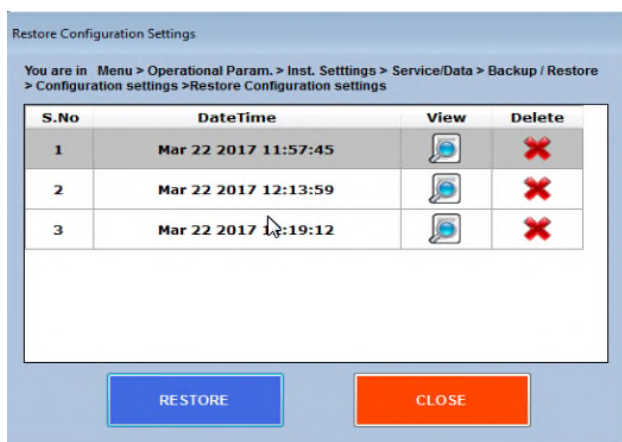 Restore Configuration Settings
You are in Menu > Operational Param. > Inst. Setttings > Service/Data > Backup / Restore
> Configuration settings >Restore Configuration settings
S.No DateTime View Delete
1 Mar 22 2017 11:57:45
2 Mar 22 2017 12:13:59
3 Mar 22 2017
RESTORE CLOSE